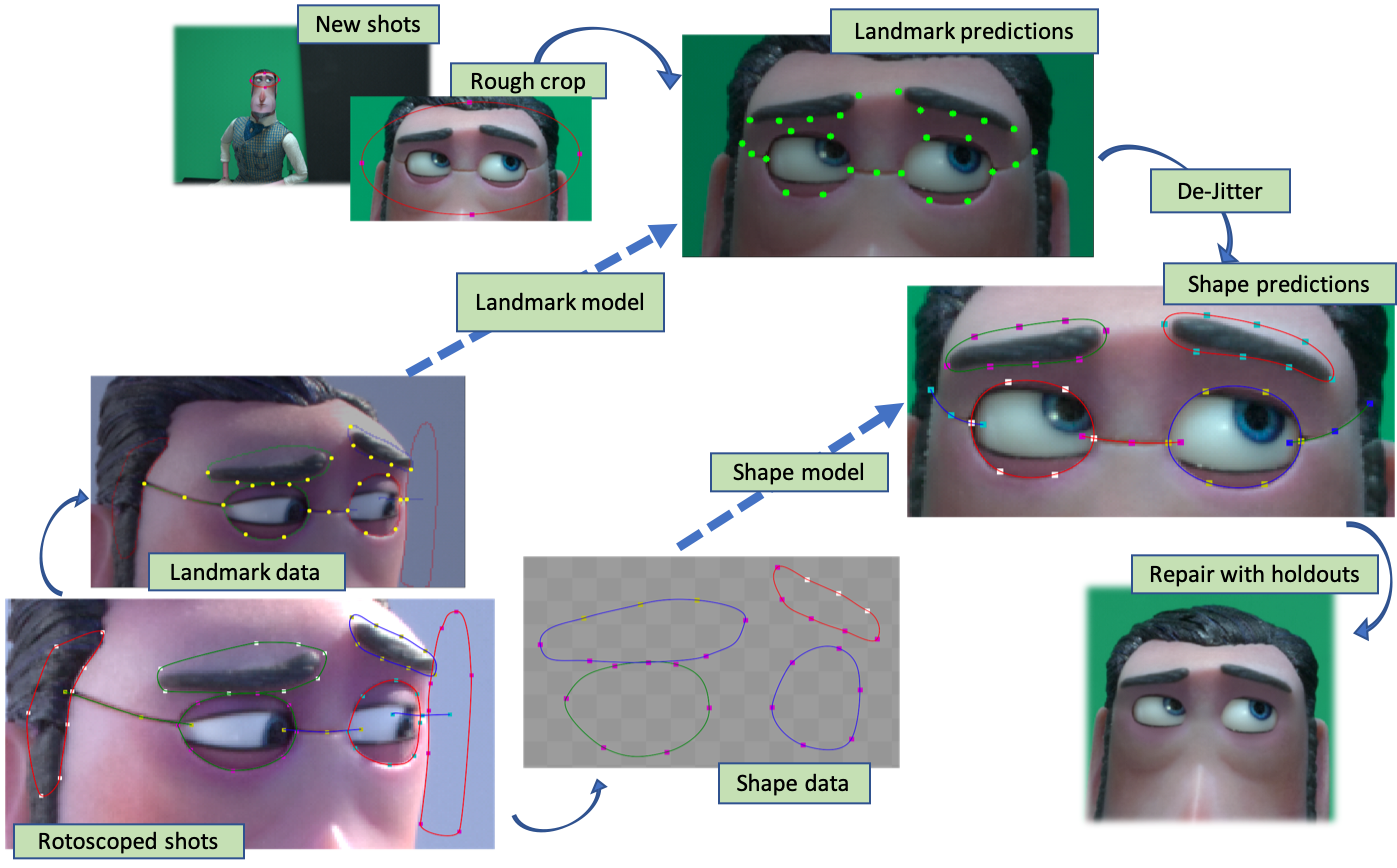 New shots
Rough crop
Landmark predictions
De-Jitter
Shape predictions
Landmark model
Shape model
Landmark data
Repair with holdouts
Shape data
Rotoscoped shots